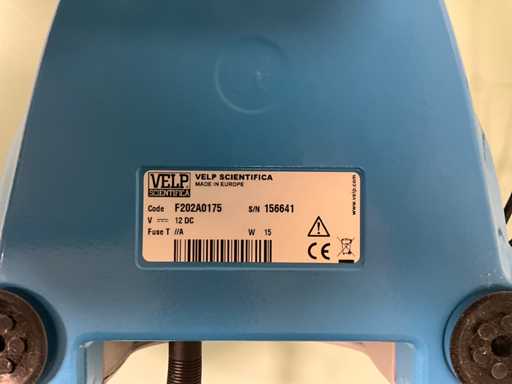 VELP
SCIENTIFICA
VELP SCIENTIFICA
MADE IN EUROPE
Code F202A0175 S/N 156641
V 12 DC
Fuse T //A W 15
CE
www.velp.com